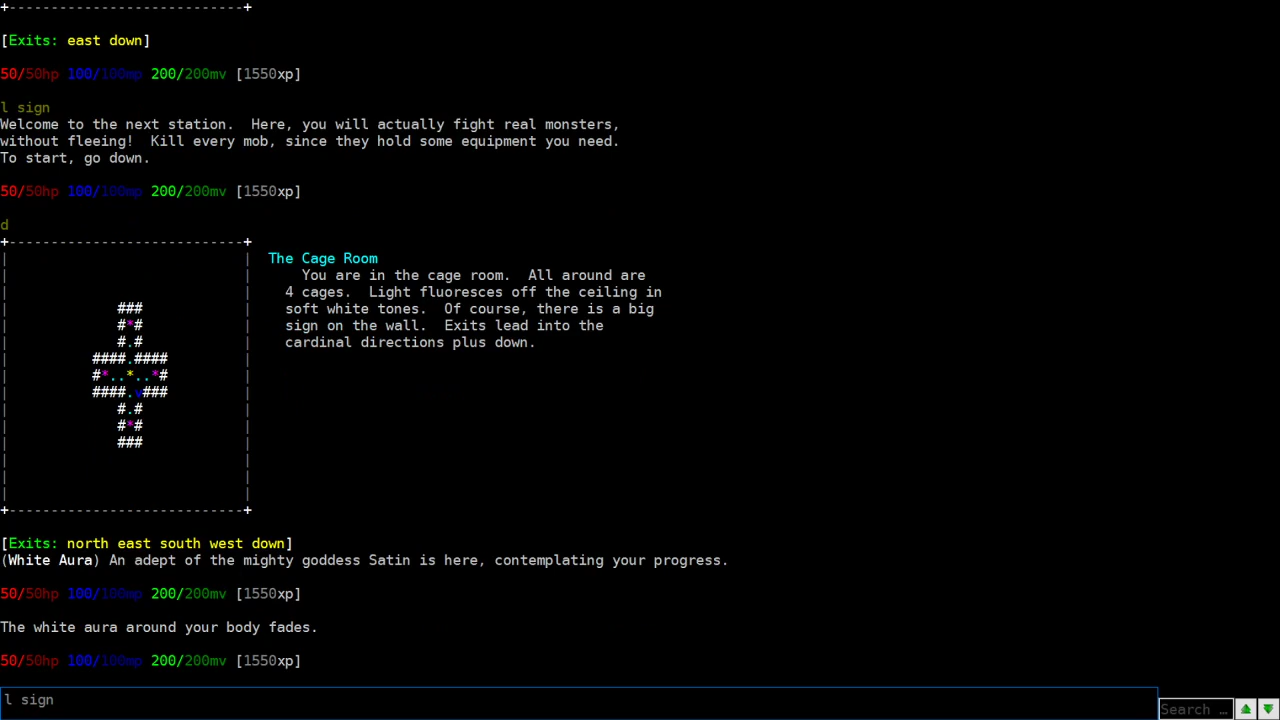 +----------------------------+
[Exits: east down]
50/50hp 100/100mp 200/200mv [1550xp]
l sign
Welcome to the next station.  Here, you will actually fight real monsters,
without fleeing!  Kill every mob, since they hold some equipment you need.
To start, go down.
50/50hp 100/100mp 200/200mv [1550xp]
d
+----------------------------+
The Cage Room
You are in the cage room.  All around are
4 cages.  Light fluoresces off the ceiling in
soft white tones.  Of course, there is a big
sign on the wall.  Exits lead into the
cardinal directions plus down.
###
#*#
#.#
####.####
#*..*..*#
####.v###
#.#
#*#
###
+----------------------------+
[Exits: north east south west down]
(White Aura) An adept of the mighty goddess Satin is here, contemplating your progress.
50/50hp 100/100mp 200/200mv [1550xp]
The white aura around your body fades.
50/50hp 100/100mp 200/200mv [1550xp]
l sign
Search ...